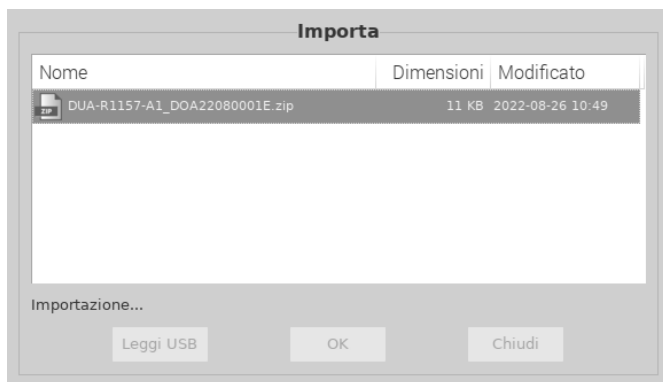 Importa
Nome Dimensioni Modificato
ZIP DUA-R1157-A1_DOA22080001E.zip 11 KB 2022-08-26 10:49
Importazione...
Leggi USB OK Chiudi